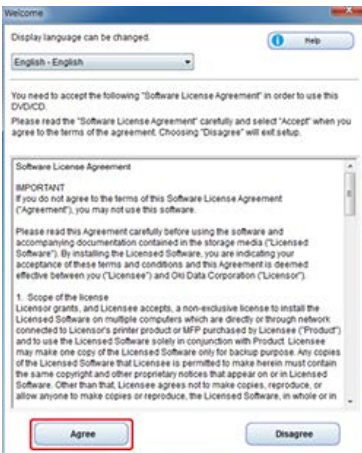 Welcome
Display language can be changed.
Help
English - English
You need to accept the following "Software License Agreement" in order to use this
DVD/CD.
Please read the "Software License Agreement" carefully and select "Accept" when you
agree to the terms of the agreement. Choosing "Disagree" will exit setup.
Software License Agreement
IMPORTANT
If you do not agree to the terms of this Software License Agreement
("Agreement"), you may not use this software.
Please read this Agreement carefully before using the software and
accompanying documentation contained in the storage media ("Licensed
Software"). By installing the Licensed Software, you are indicating your
acceptance of these terms and conditions and this Agreement is deemed
effective between you ("Licensee") and Oki Data Corporation ("Licensor").
1. Scope of the license
Licensor grants, and Licensee accepts, a non-exclusive license to install the
Licensed Software on multiple computers which are directly or through network
connected to Licensor's printer product or MFP purchased by Licensee ("Product")
and to use the Licensed Software solely in conjunction with Product. Licensee
may make one copy of the Licensed Software only for backup purpose. Any copies
of the Licensed Software that Licensee is permitted to make herein must contain
the same copyright and other proprietary notices that appear on or in Licensed
Software. Other than that, Licensee agrees not to make copies, reproduce, or
allow anyone to make copies or reproduce, the Licensed Software, in whole or in
Agree
Disagree